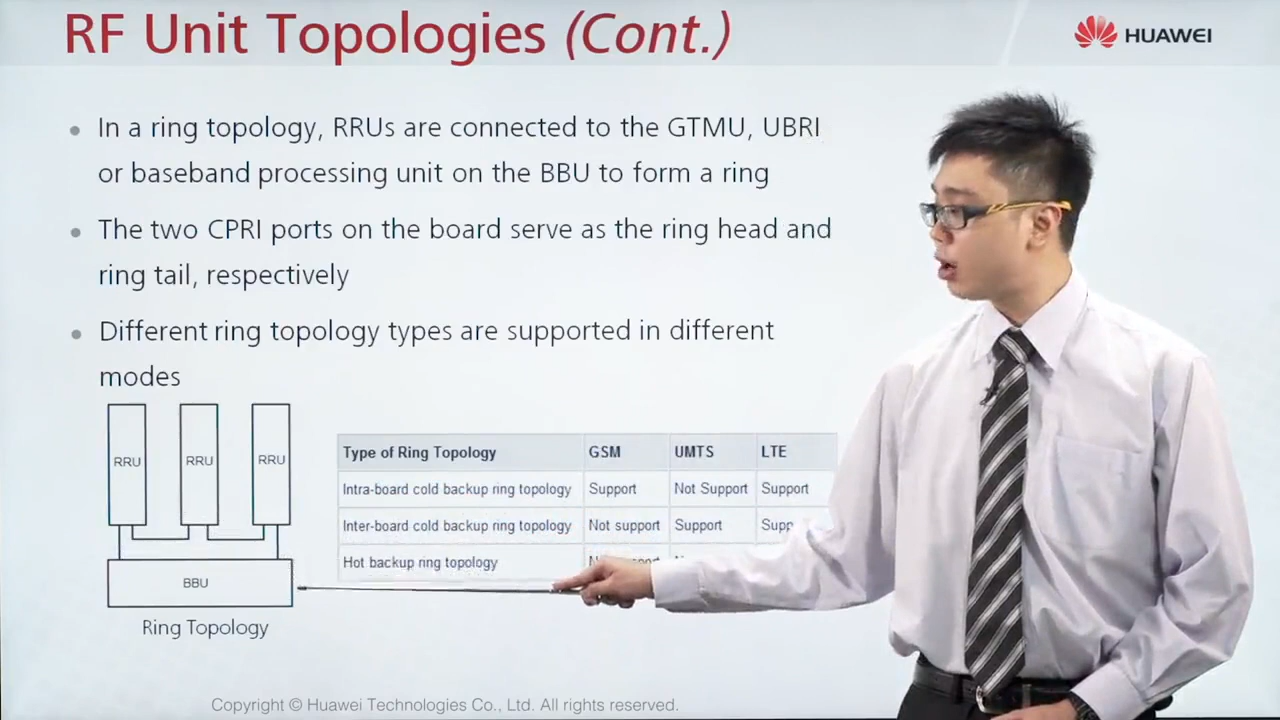 RF Unit Topologies (Cont.)
HUAWEI
In a ring topology, RRUs are connected to the GTMU, UBRI
or baseband processing unit on the BBU to form a ring
The two CPRI ports on the board serve as the ring head and
ring tail, respectively
Different ring topology types are supported in different
modes
RRU RRU RRU
BBU
Ring Topology
Type of Ring Topology GSM UMTS LTE
Intra-board cold backup ring topology Support Not Support Support
Inter-board cold backup ring topology Not support Support
Hot backup ring topology
Copyright © Huawei Technologies Co., Ltd. All rights reserved.